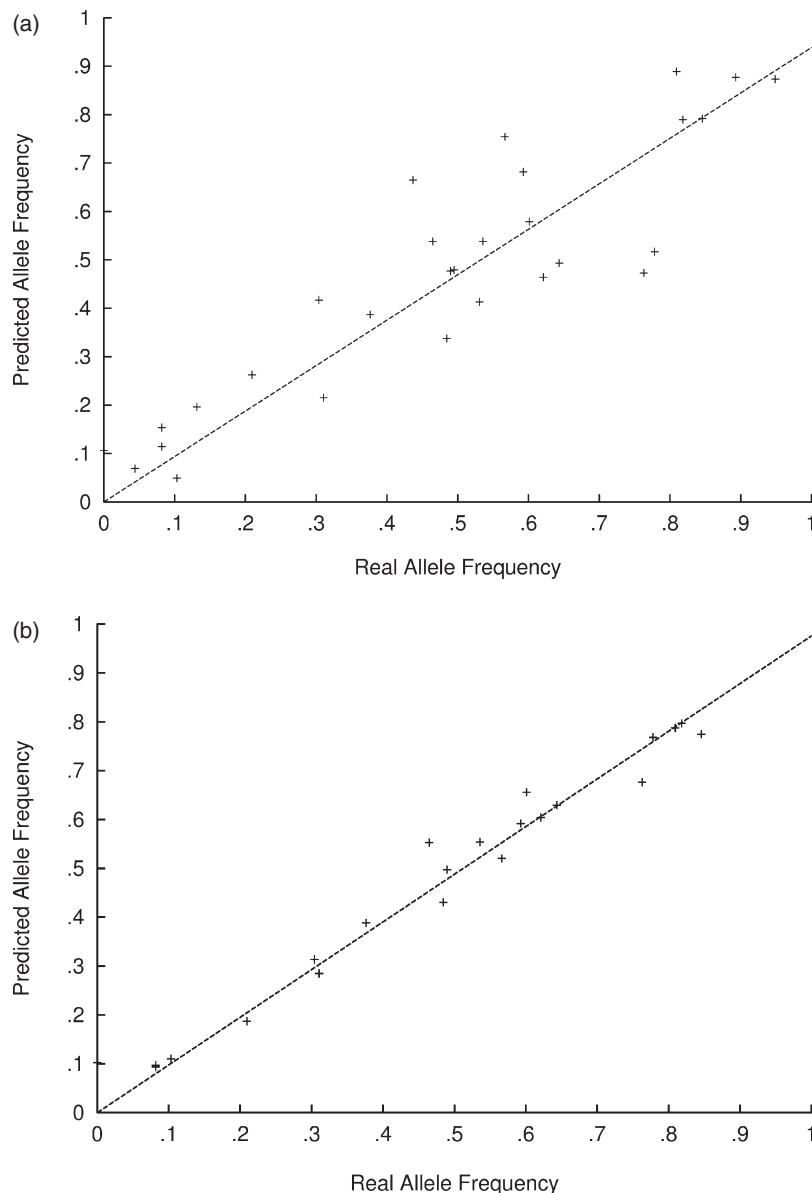 (a)
1
.9
.8
.7
.6
.5
.4
.3
.2
.1
0
Predicted Allele Frequency
0 .1 .2 .3 .4 .5 .6 .7 .8 .9 1
Real Allele Frequency
(b)
1
.9
.8
.7
.6
.5
.4
.3
.2
.1
0
Predicted Allele Frequency
0 .1 .2 .3 .4 .5 .6 .7 .8 .9 1
Real Allele Frequency